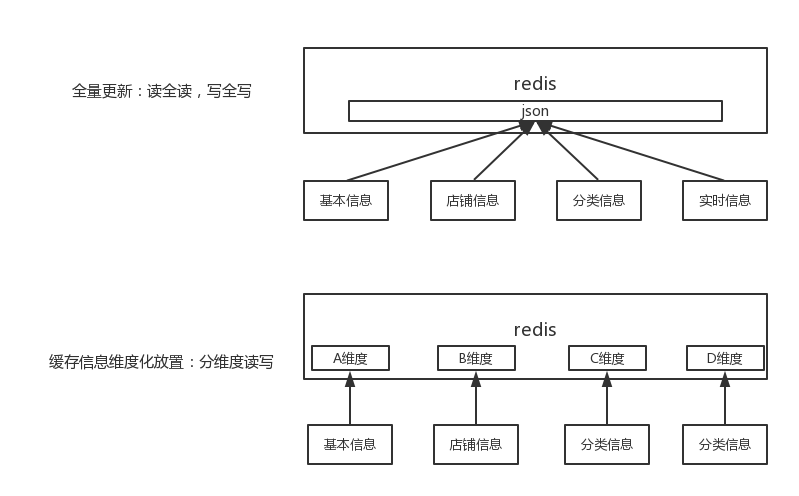 redis
全量更新：读全读，写全写
json
基本信息
店铺信息
分类信息
实时信息
redis
缓存信息维度化放置：分维度读写
A维度
B维度
C维度
D维度
基本信息
店铺信息
分类信息
分类信息